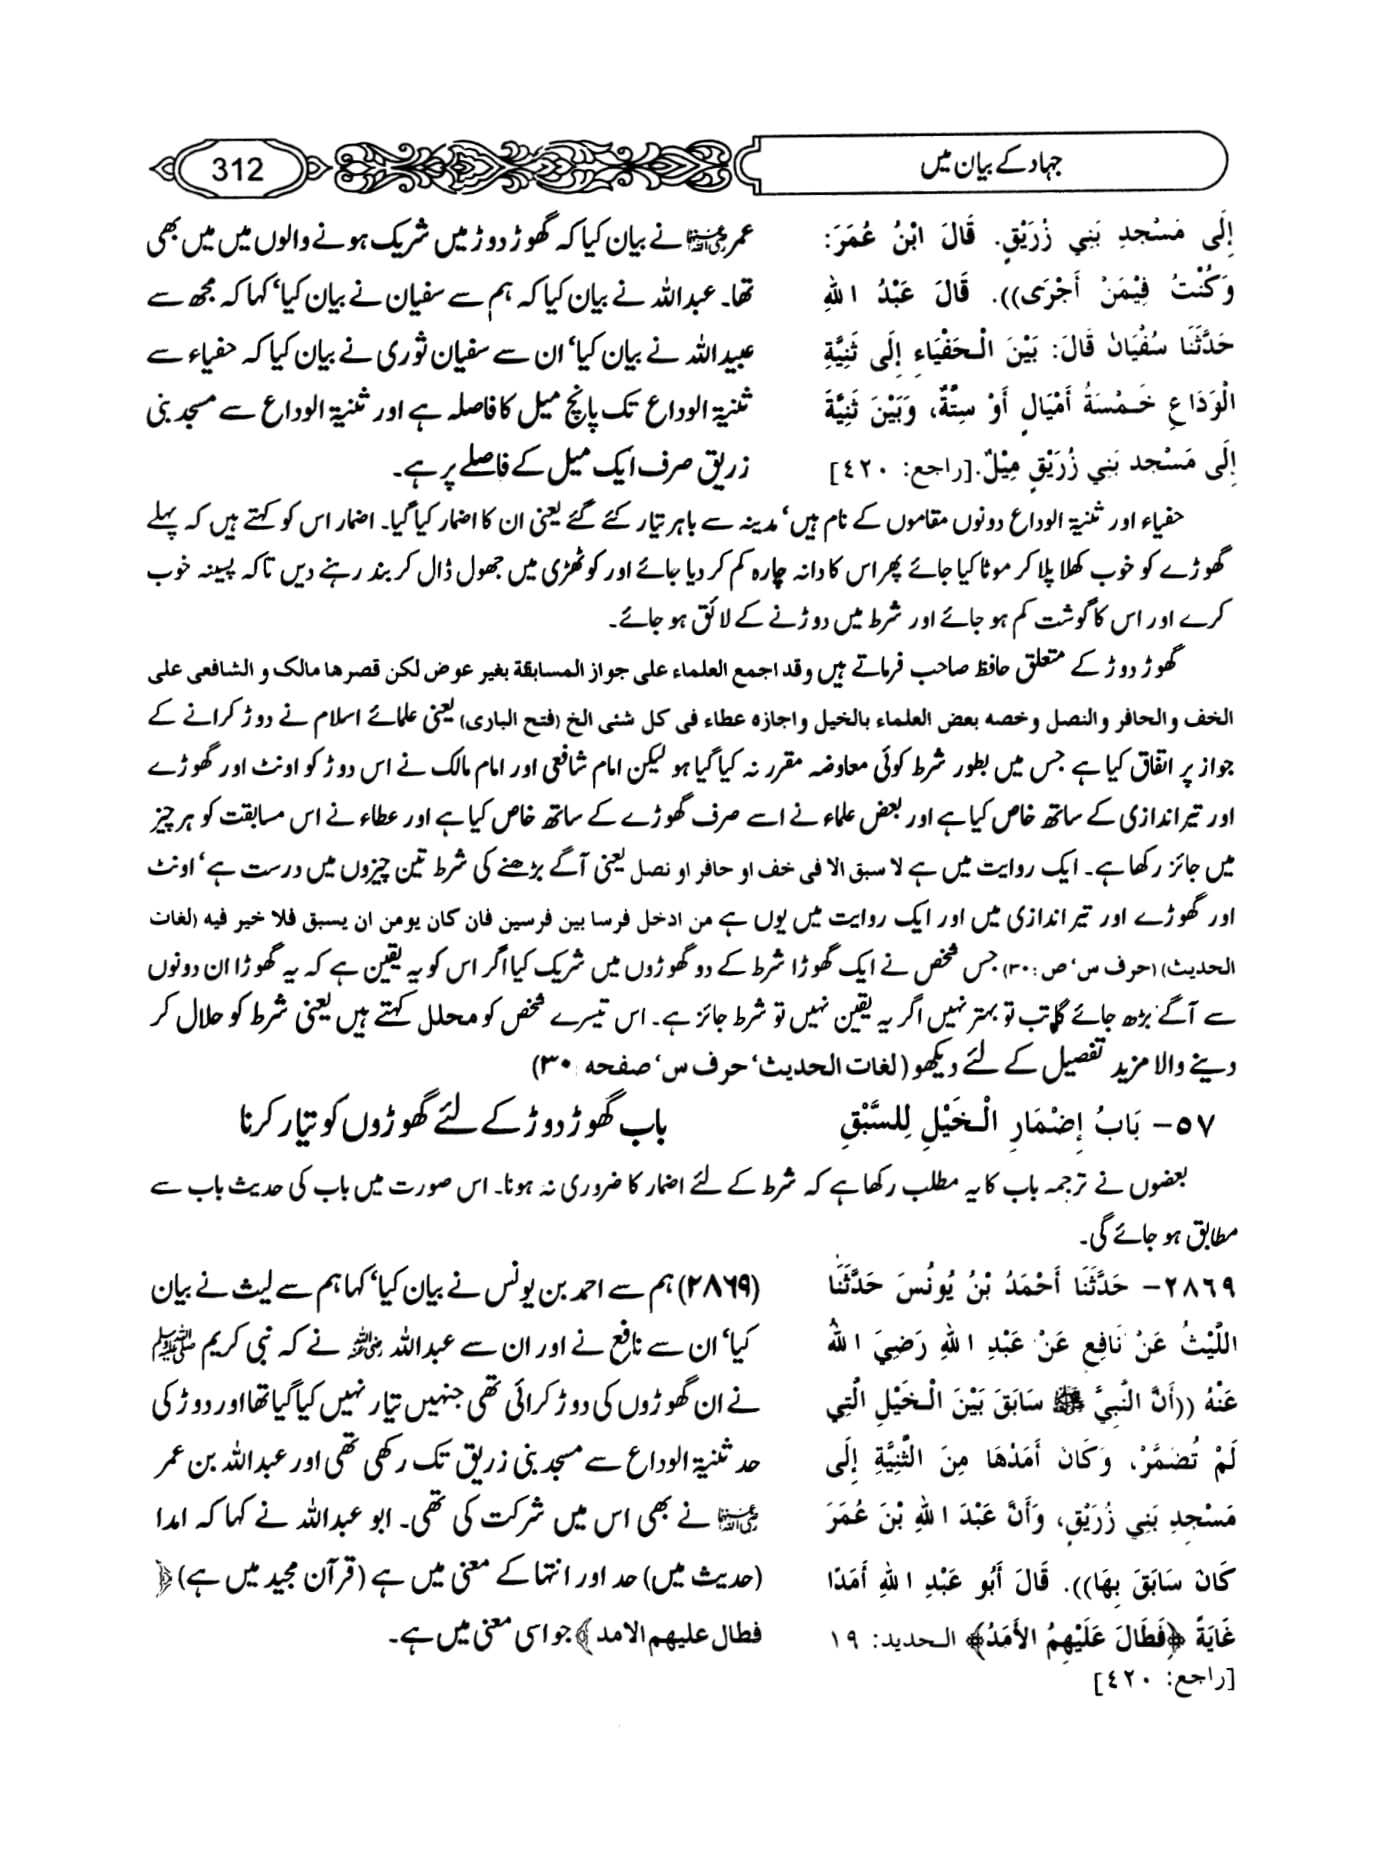 جہاد کے بیان میں
312
إِلَى مَسْجدِ بَنِي زُرَيْقٍ. قَالَ ابْنُ عُمَرَ:
وَكُنْتُ فِيْمَنْ أَجْرَى)). قَالَ عَبْدُ اللهِ
حَدَّثَنَا سُفْيَان قَالَ: بَيْنَ الْحَفْيَاءِ إِلَى ثَنِيَّةِ
الْوَدَاعِ خَمْسَةُ أَمْيَالٍ أَوْ سِتَّةٌ، وَبَيْنَ ثَنِيَّةَ
إِلَى مَسْجد بَنِي زُرَيْقٍ مِيْلٌ.[راجع: ٤٢٠]
عمر رضی اللہ عنہما نے بیان کیا کہ گھوڑ دوڑ میں شریک ہونے والوں میں میں بھی
تھا۔ عبداللہ نے بیان کیا کہ ہم سے سفیان نے بیان کیا‘ کہا کہ مجھ سے
عبیداللہ نے بیان کیا‘ ان سے سفیان ثوری نے بیان کیا کہ حفیاء سے
ثنیۃ الوداع تک پانچ میل کا فاصلہ ہے اور ثنیۃ الوداع سے مسجد بنی
زریق صرف ایک میل کے فاصلے پر ہے۔
حفیاء اور ثنیۃ الوداع دونوں مقاموں کے نام ہیں‘ مدینہ سے باہر تیار کئے گئے یعنی ان کا اضمار کیا گیا۔ اضمار اس کو کہتے ہیں کہ پہلے
گھوڑے کو خوب کھلا پلا کر موٹا کیا جائے پھر اس کا دانہ چارہ کم کر دیا جائے اور کوٹھڑی میں جھول ڈال کر بند رہنے دیں تاکہ پسینہ خوب
کرے اور اس کا گوشت کم ہو جائے اور شرط میں دوڑنے کے لائق ہو جائے۔
گھوڑ دوڑ کے متعلق حافظ صاحب فرماتے ہیں وقد اجمع العلماء علی جواز المسابقة بغیر عوض لکن قصرها مالک و الشافعی علی
الخف والحافر والنصل وخصه بعض العلماء بالخیل واجازه عطاء فی کل شئی الخ (فتح الباری) یعنی علمائے اسلام نے دوڑ کرانے کے
جواز پر اتفاق کیا ہے جس میں بطور شرط کوئی معاوضہ مقرر نہ کیا گیا ہو لیکن امام شافعی اور امام مالک نے اس دوڑ کو اونٹ اور گھوڑے
اور تیر اندازی کے ساتھ خاص کیا ہے اور بعض علماء نے اسے صرف گھوڑے کے ساتھ خاص کیا ہے اور عطاء نے اس مسابقت کو ہر چیز
میں جائز رکھا ہے۔ ایک روایت میں ہے لا سبق الا فی خف او حافر او نصل یعنی آگے بڑھنے کی شرط تین چیزوں میں درست ہے‘ اونٹ
اور گھوڑے اور تیر اندازی میں اور ایک روایت میں یوں ہے من ادخل فرسا بین فرسین فان کان یومن ان یسبق فلا خیر فیه (لغات
الحدیث) (حرف س‘ ص :۳۰) جس شخص نے ایک گھوڑا شرط کے دو گھوڑوں میں شریک کیا اگر اس کو یہ یقین ہے کہ یہ گھوڑا ان دونوں
سے آگے بڑھ جائے گا تب تو بہتر نہیں اگر یہ یقین نہیں تو شرط جائز ہے۔ اس تیسرے شخص کو محلل کہتے ہیں یعنی شرط کو حلال کر
دینے والا مزید تفصیل کے لئے دیکھو (لغات الحدیث‘ حرف س‘ صفحہ :۳۰)
٥٧- بَابُ إِضْمَارِ الْخَيْلِ لِلسَّبْقِ
باب گھوڑ دوڑ کے لئے گھوڑوں کو تیار کرنا
بعضوں نے ترجمہ باب کا یہ مطلب رکھا ہے کہ شرط کے لئے اضمار کا ضروری نہ ہونا۔ اس صورت میں باب کی حدیث باب سے
مطابق ہو جائے گی۔
٢٨٦٩- حَدَّثَنَا أَحْمَدُ بْنُ يُونُسَ حَدَّثَنَا
اللَّيْثُ عَنْ نَافِعٍ عَنْ عَبْدِ اللهِ رَضِيَ اللهُ
عَنْهُ ((أَنَّ النَّبِيَّ ﷺ سَابَقَ بَيْنَ الْخَيْلِ الَّتِي
لَمْ تُضَمَّرْ، وَكَانَ أَمَدُهَا مِنَ الثَّنِيَّةِ إِلَى
مَسْجِدِ بَنِي زُرَيْقٍ، وَأَنَّ عَبْدَ اللهِ بْنَ عُمَرَ
كَانَ سَابَقَ بِهَا)). قَالَ أَبُو عَبْدِ اللهِ أَمَدًا
غَايَةً ﴿فَطَالَ عَلَيْهِمُ الأَمَدُ﴾ الحديد: ١٩
[راجع: ٤٢٠]
(۲۸۶۹) ہم سے احمد بن یونس نے بیان کیا‘ کہا ہم سے لیث نے بیان
کیا‘ ان سے نافع نے اور ان سے عبداللہ رضی اللہ عنہ نے کہ نبی کریم ﷺ
نے ان گھوڑوں کی دوڑ کرائی تھی جنہیں تیار نہیں کیا گیا تھا اور دوڑ کی
حد ثنیۃ الوداع سے مسجد بنی زریق تک رکھی تھی اور عبداللہ بن عمر
رضی اللہ عنہما نے بھی اس میں شرکت کی تھی۔ ابو عبداللہ نے کہا کہ امدا
(حدیث میں) حد اور انتہا کے معنی میں ہے (قرآن مجید میں ہے) ﴿
فطال علیهم الامد ﴾ جو اسی معنی میں ہے۔